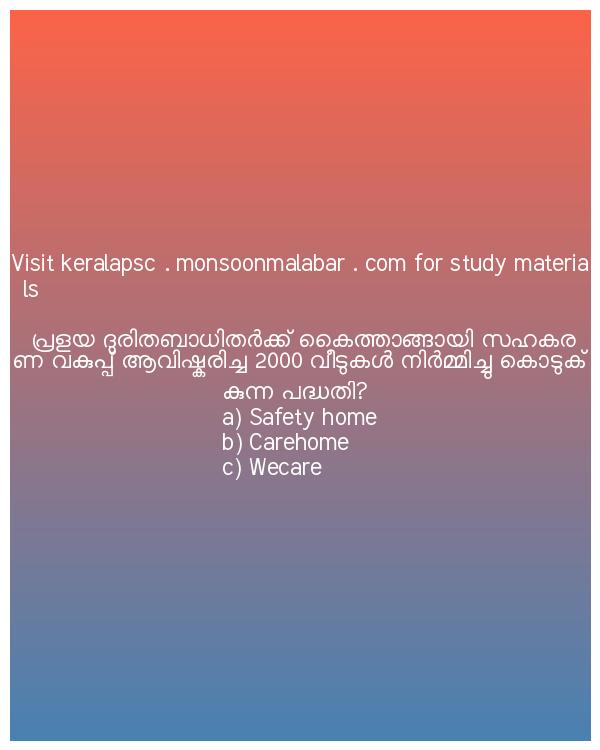 Visit keralapsc . monsoonmalabar . com for study materia
ls
പ്രളയ ദുരിതബാധിതർക്ക് കൈത്താങ്ങായി സഹകര
ണ വകുപ്പ് ആവിഷ്കരിച്ച 2000 വീടുകൾ നിർമ്മിച്ചു കൊടുക്
കുന്ന പദ്ധതി?
a) Safety home
b) Carehome
c) Wecare